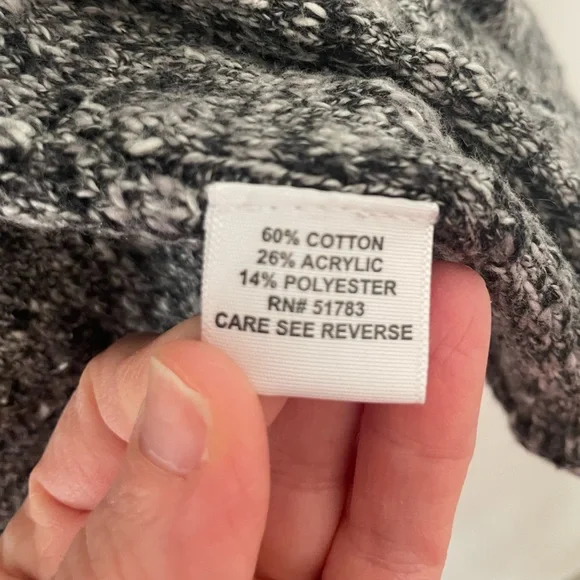 60% COTTON
26% ACRYLIC
14% POLYESTER
RN# 51783
CARE SEE REVERSE